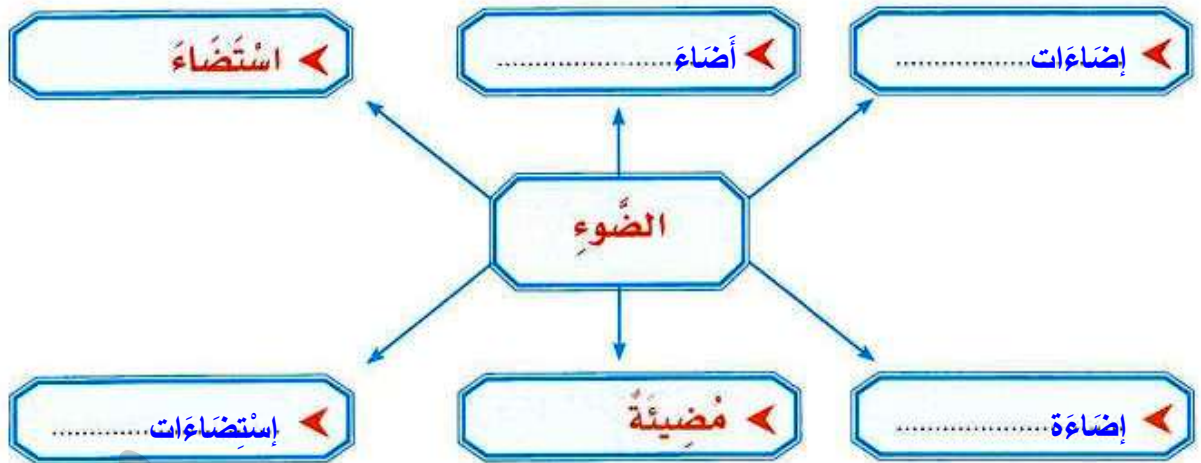 إضَاءَات....................
أَضَاءَ....................
اسْتَضَاءَ
الضَّوءِ
إضَاءَة....................
مُضِيئَةٌ
إسْتِضَاءَات..............